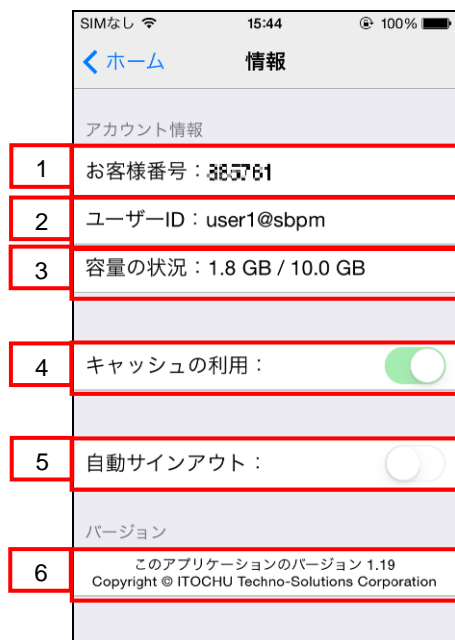 SIMなし 15:44 100%
ホーム 情報
アカウント情報
1 お客様番号：
2 ユーザーID：user1@sbpm
3 容量の状況：1.8 GB / 10.0 GB
4 キャッシュの利用：
5 自動サインアウト：
バージョン
6 このアプリケーションのバージョン 1.19
Copyright © ITOCHU Techno-Solutions Corporation